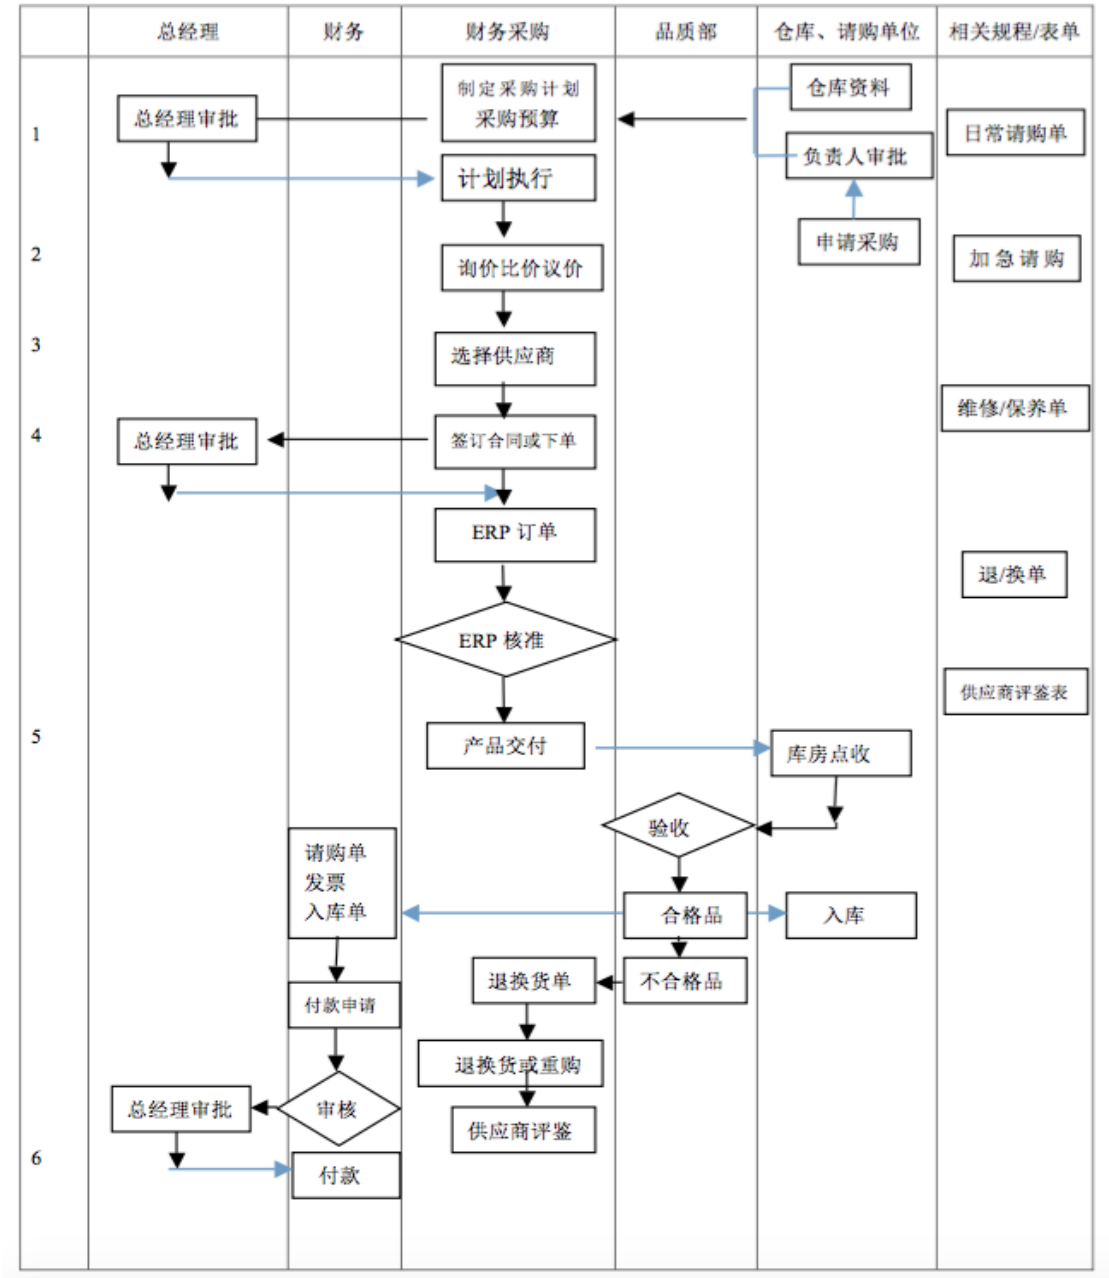 总经理
财务
财务采购
品质部
仓库、请购单位
相关规程/表单
制定采购计划
采购预算
仓库资料
总经理审批
1
日常请购单
负责人审批
计划执行
申请采购
2
询价比价议价
加急请购
3
选择供应商
维修/保养单
4
总经理审批
签订合同或下单
ERP 订单
退/换单
ERP 核准
供应商评鉴表
5
产品交付
库房点收
验收
请购单
发票
入库单
合格品
入库
退换货单
不合格品
付款申请
退换货或重购
总经理审批
审核
供应商评鉴
6
付款